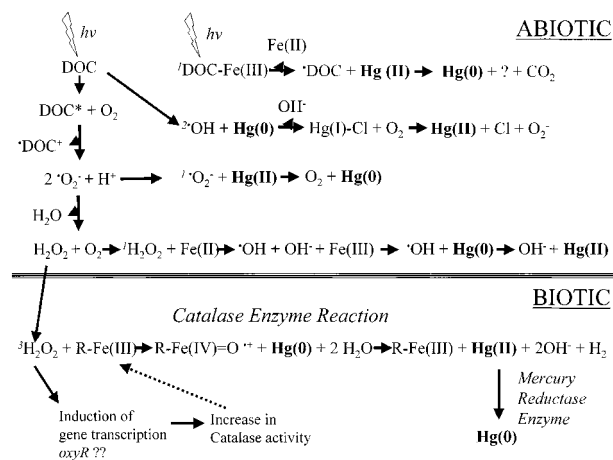 hv hv ABIOTIC
Fe(II)
DOC ¹DOC-Fe(III) → •DOC + Hg (II) → Hg(0) + ? + CO₂
DOC* + O₂ OH⁻
²•OH + Hg(0) → Hg(I)-Cl + O₂ → Hg(II) + Cl + O₂⁻
•DOC⁺
2 •O₂⁻ + H⁺ → ¹ •O₂⁻ + Hg(II) → O₂ + Hg(0)
H₂O
H₂O₂ + O₂ → ¹H₂O₂ + Fe(II) → •OH + OH⁻ + Fe(III) → •OH + Hg(0) → OH⁻ + Hg(II)
BIOTIC
Catalase Enzyme Reaction
³H₂O₂ + R-Fe(III) → R-Fe(IV)=O •⁺ + Hg(0) + 2 H₂O → R-Fe(III) + Hg(II) + 2OH⁻ + H₂
Mercury
Reductase
Enzyme
Induction of
gene transcription
oxyR ??
Increase in
Catalase activity
Hg(0)